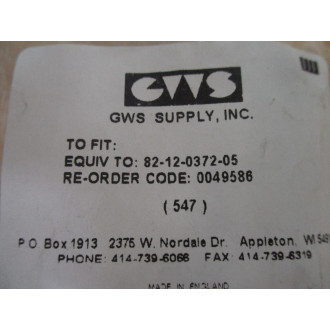 GWS
GWS SUPPLY, INC.
TO FIT:
EQUIV TO: 82-12-0372-05
RE-ORDER CODE: 0049586
( 547 )
P O Box 1913 2375 W. Nordale Dr. Appleton, WI
PHONE: 414-739-6066 FAX: 414-739-6319
MADE IN ENGLAND